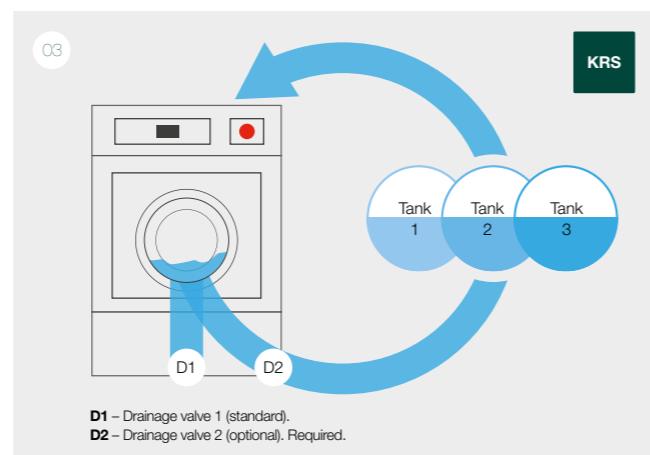 03
KRS
Tank
1
Tank
2
Tank
3
D1
D2
D1 – Drainage valve 1 (standard).
D2 – Drainage valve 2 (optional). Required.